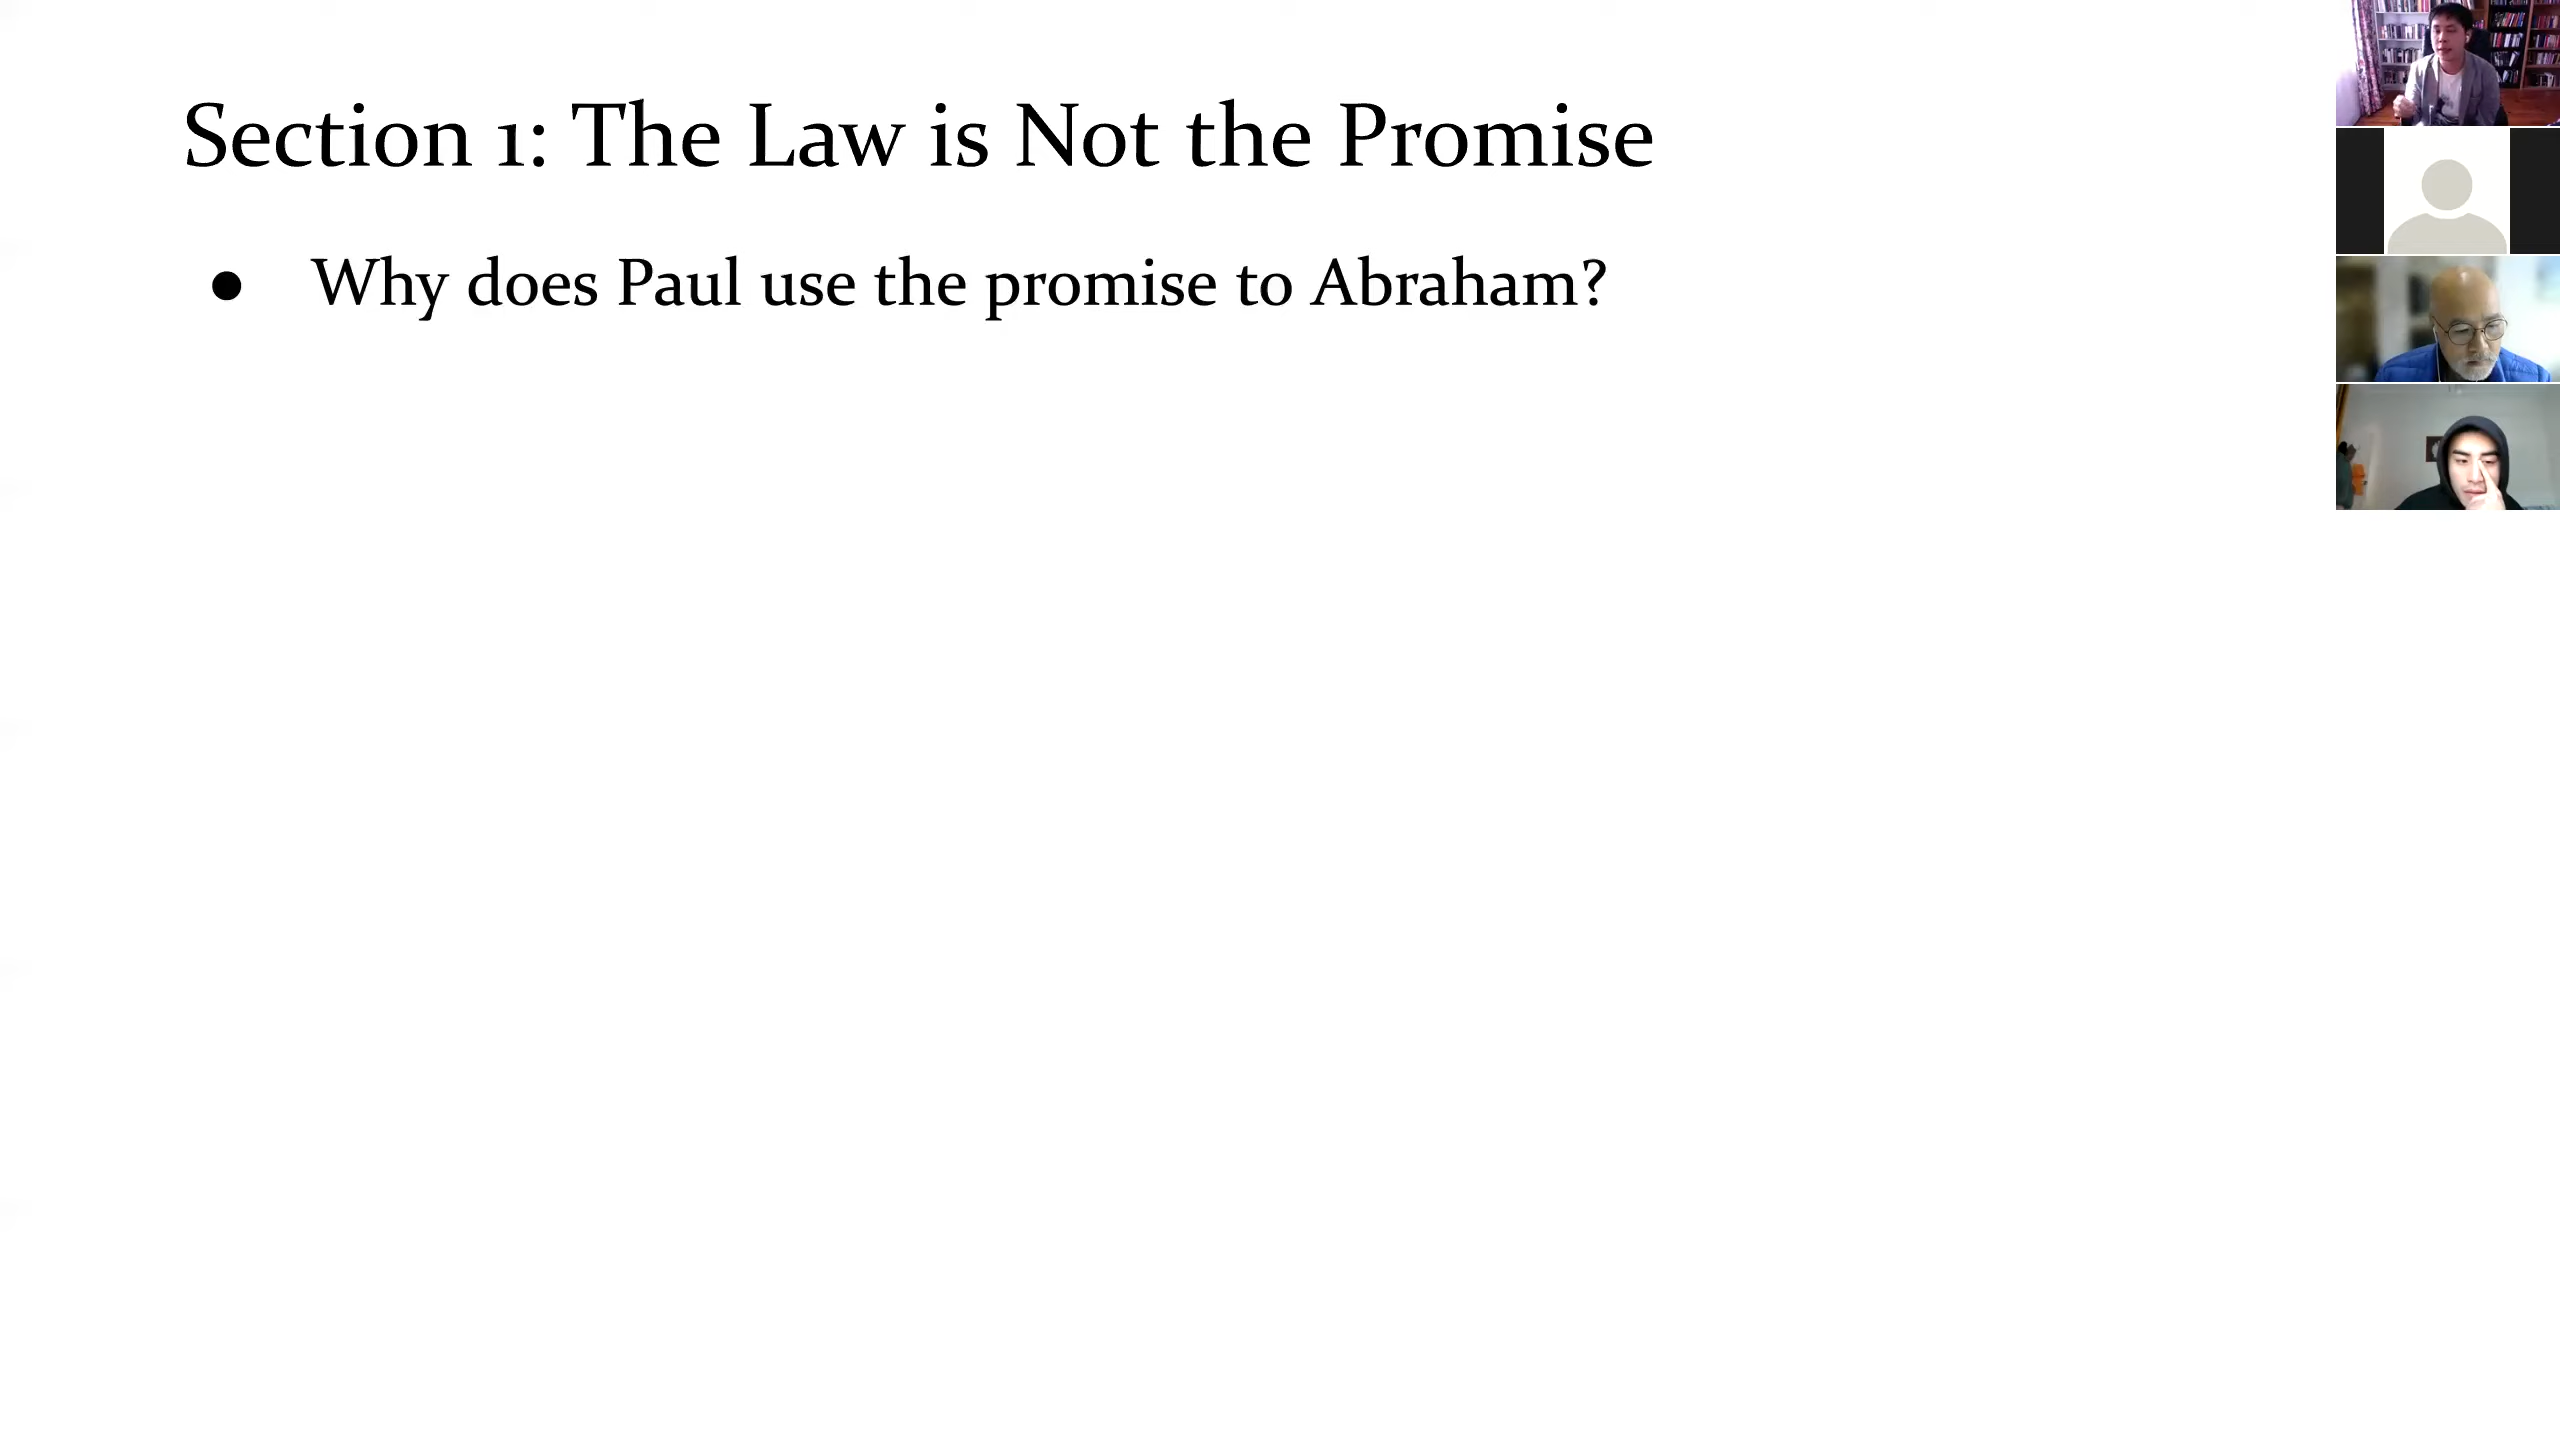 Section 1: The Law is Not the Promise
● Why does Paul use the promise to Abraham?